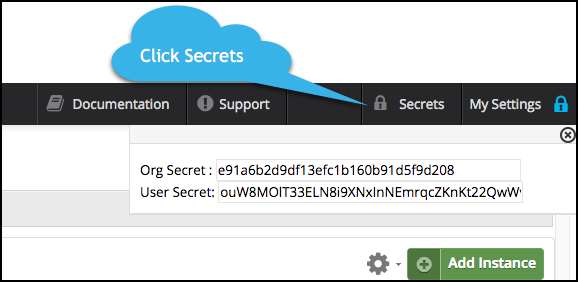 Click Secrets
Documentation Support Secrets My Settings
Org Secret : e91a6b2d9df13efc1b160b91d5f9d208
User Secret: ouW8MOlT33ELN8i9XNxInNEmrqcZKnKt22QwW
Add Instance